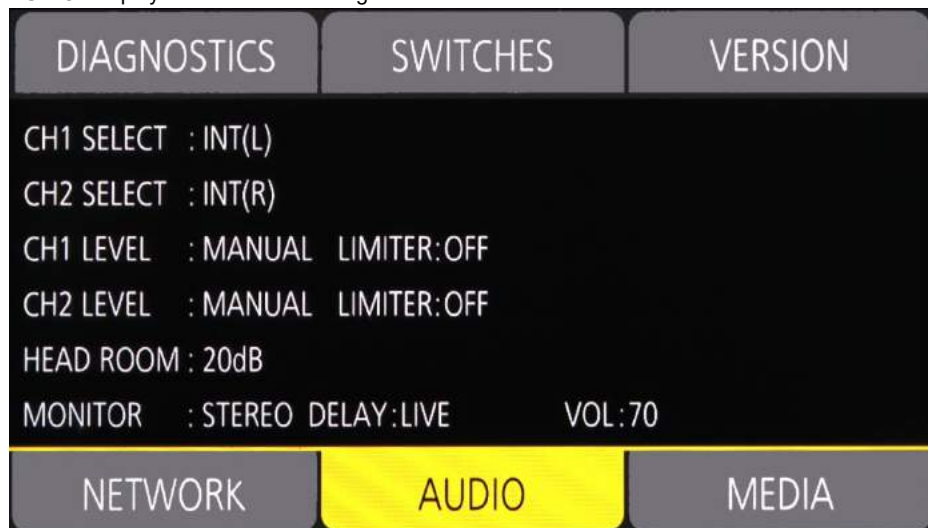 DIAGNOSTICS SWITCHES VERSION
CH1 SELECT : INT(L)
CH2 SELECT : INT(R)
CH1 LEVEL : MANUAL LIMITER:OFF
CH2 LEVEL : MANUAL LIMITER:OFF
HEAD ROOM : 20dB
MONITOR : STEREO DELAY:LIVE VOL:70
NETWORK AUDIO MEDIA